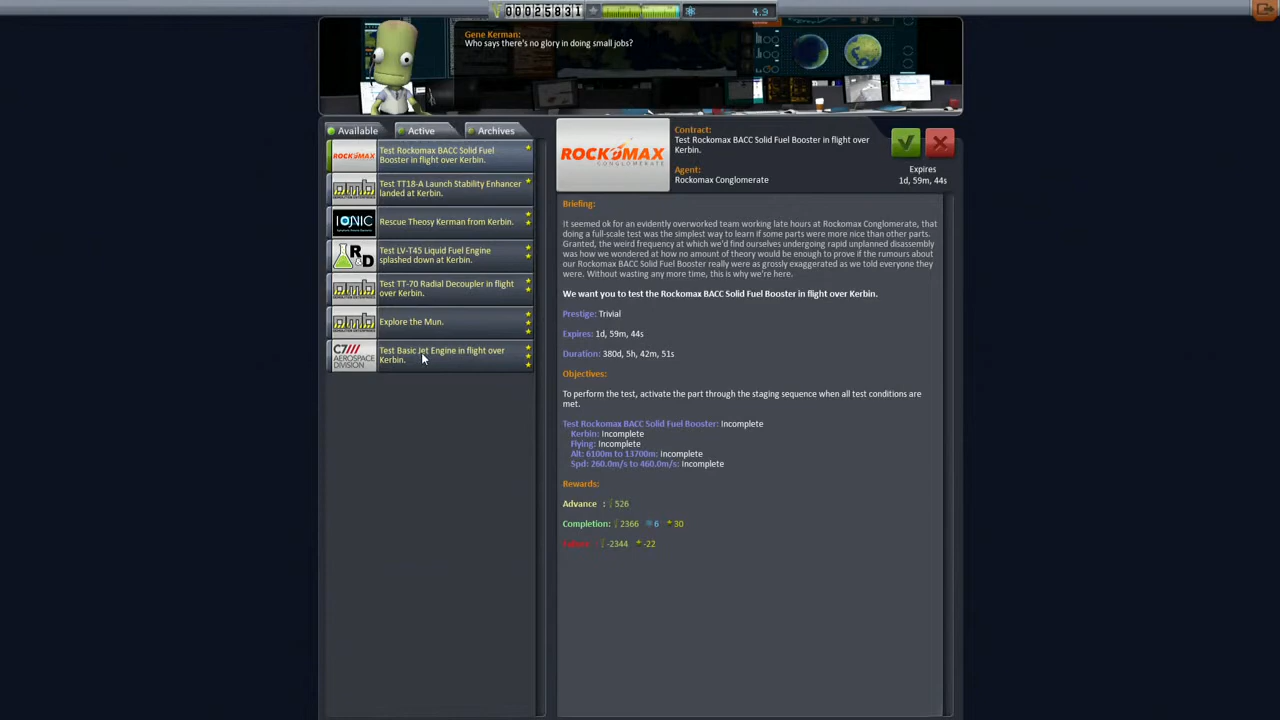 00025831
4.9
Gene Kerman:
Who says there's no glory in doing small jobs?
Available
Active
Archives
ROCKOMAX
Test Rockomax BACC Solid Fuel
Booster in flight over Kerbin.
Test TT18-A Launch Stability Enhancer
landed at Kerbin.
IONIC
Rescue Theosy Kerman from Kerbin.
R&D
Test LV-T45 Liquid Fuel Engine
splashed down at Kerbin.
Test TT-70 Radial Decoupler in flight
over Kerbin.
Explore the Mun.
C7///
AEROSPACE
DIVISION
Test Basic Jet Engine in flight over
Kerbin.
ROCKOMAX
CONGLOMERATE
Contract:
Test Rockomax BACC Solid Fuel Booster in flight over
Kerbin.
Agent:
Rockomax Conglomerate
Expires
1d, 59m, 44s
Briefing:
It seemed ok for an evidently overworked team working late hours at Rockomax Conglomerate, that
doing a full-scale test was the simplest way to learn if some parts were more nice than other parts.
Granted, the weird frequency at which we'd find ourselves undergoing rapid unplanned disassembly
was how we wondered at how no amount of theory would be enough to prove if the rumours about
our Rockomax BACC Solid Fuel Booster really were as grossly exaggerated as we told everyone they
were. Without wasting any more time, this is why we're here.
We want you to test the Rockomax BACC Solid Fuel Booster in flight over Kerbin.
Prestige: Trivial
Expires: 1d, 59m, 44s
Duration: 380d, 5h, 42m, 51s
Objectives:
To perform the test, activate the part through the staging sequence when all test conditions are
met.
Test Rockomax BACC Solid Fuel Booster: Incomplete
Kerbin: Incomplete
Flying: Incomplete
Alt: 6100m to 13700m: Incomplete
Spd: 260.0m/s to 460.0m/s: Incomplete
Rewards:
Advance : 526
Completion: 2366 6 30
Failure : -2344 -22